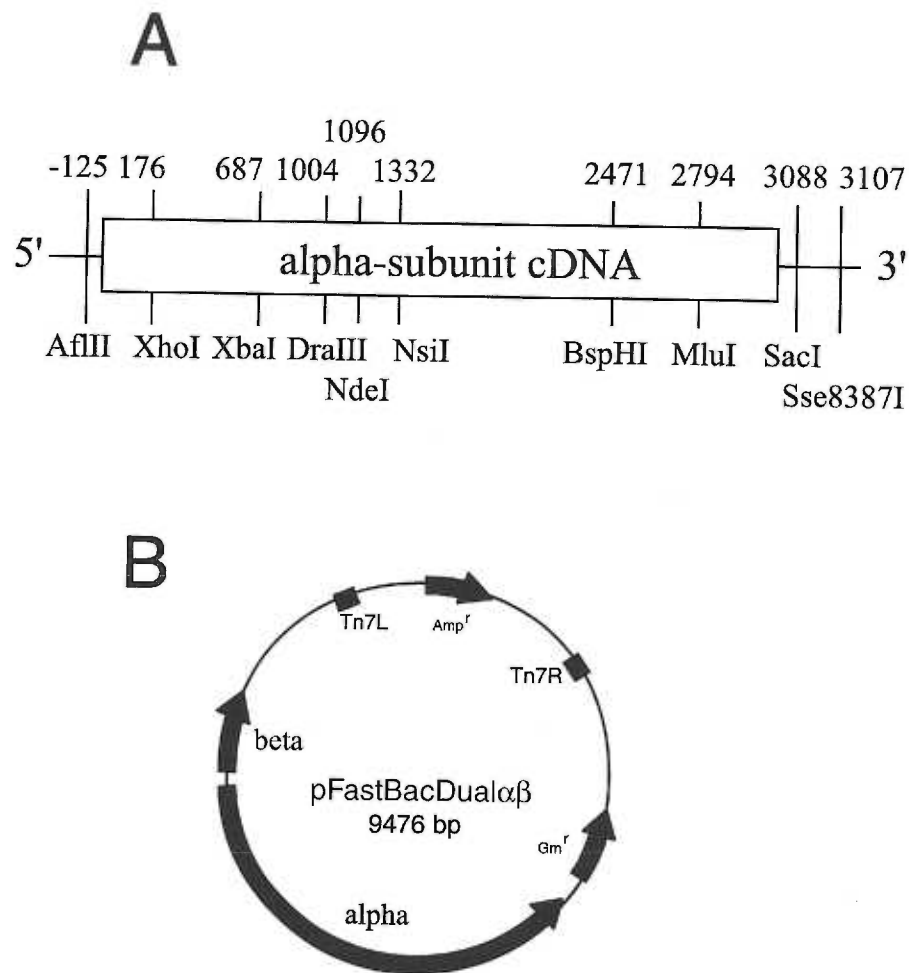 A
1096
-125 176 687 1004 1332 2471 2794 3088 3107
5' alpha-subunit cDNA 3'
AflII XhoI XbaI DraIII NsiI BspHI MluI SacI
NdeI Sse8387I
B
Tn7L Ampʳ
Tn7R
beta
pFastBacDualαβ
9476 bp
Gmʳ
alpha